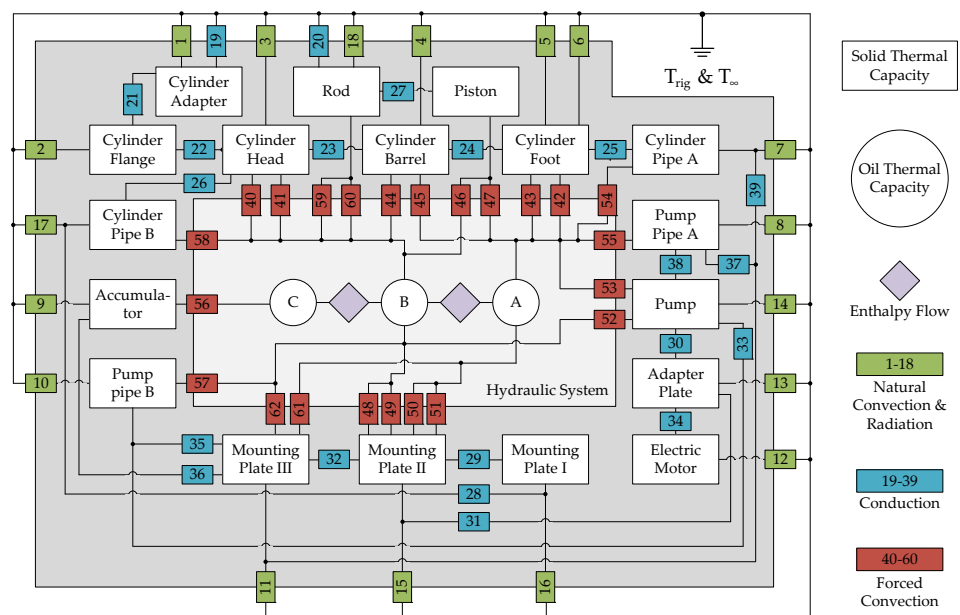 1
19
3
20
18
4
5
6
Cylinder
Adapter
Rod
27
Piston
T_rig & T_∞
Solid Thermal
Capacity
21
2
Cylinder
Flange
22
Cylinder
Head
23
Cylinder
Barrel
24
Cylinder
Foot
25
Cylinder
Pipe A
7
26
40
41
59
60
44
45
46
47
43
42
54
39
Oil Thermal
Capacity
17
Cylinder
Pipe B
58
55
Pump
Pipe A
8
38
37
9
Accumula-
tor
56
C
B
A
53
52
Pump
14
Enthalpy Flow
30
33
10
Pump
pipe B
57
Hydraulic System
Adapter
Plate
13
62
61
48
49
50
51
34
1-18
Natural
Convection &
Radiation
35
36
Mounting
Plate III
32
Mounting
Plate II
29
Mounting
Plate I
Electric
Motor
12
28
31
19-39
Conduction
11
15
16
40-60
Forced
Convection